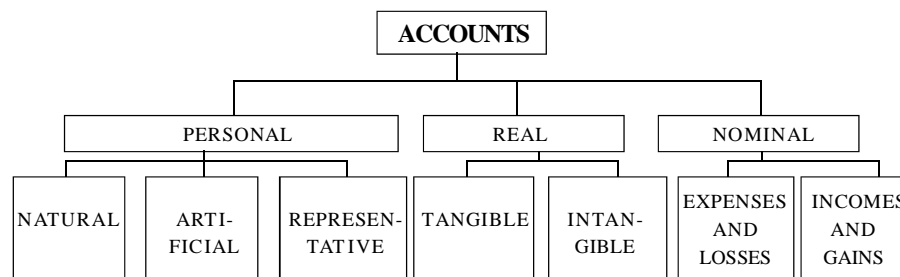 ACCOUNTS
PERSONAL
REAL
NOMINAL
NATURAL
ARTI-
FICIAL
REPRESEN-
TATIVE
TANGIBLE
INTAN-
GIBLE
EXPENSES
AND
LOSSES
INCOMES
AND
GAINS